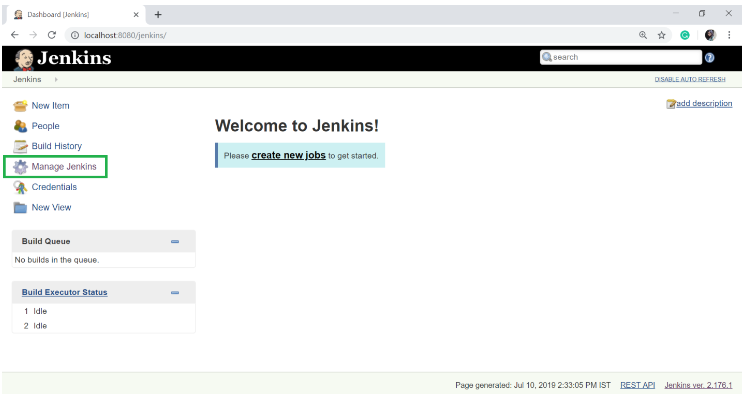 Dashboard [Jenkins]
localhost:8080/jenkins/
Jenkins
search
Jenkins
DISABLE AUTO REFRESH
New Item
People
Build History
Manage Jenkins
Credentials
New View
add description
Welcome to Jenkins!
Please create new jobs to get started.
Build Queue
No builds in the queue.
Build Executor Status
1 Idle
2 Idle
Page generated: Jul 10, 2019 2:33:05 PM IST REST API Jenkins ver. 2.176.1